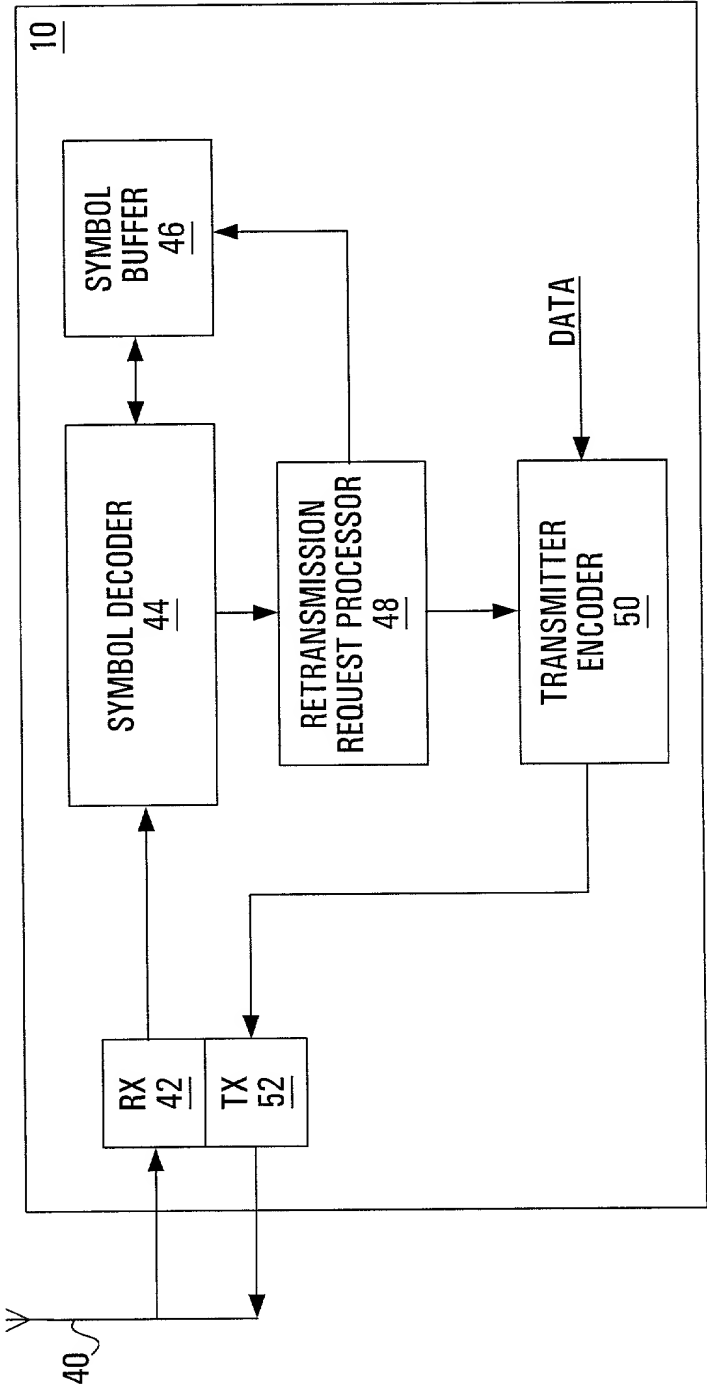 10
SYMBOL
BUFFER
46
SYMBOL DECODER
44
RETRANSMISSION
REQUEST PROCESSOR
48
DATA
TRANSMITTER
ENCODER
50
RX
42
TX
52
40